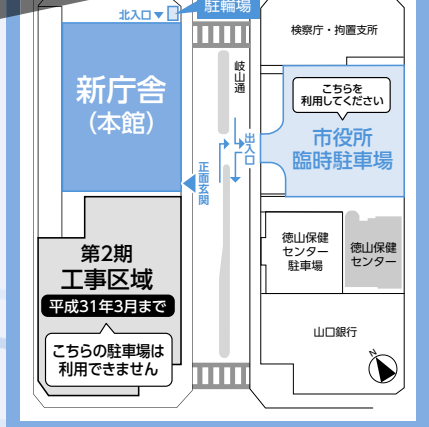 北入口▼
駐輪場
新庁舎
（本館）
正面玄関
第2期
工事区域
平成31年3月まで
こちらの駐車場は
利用できません
岐山通
出入口
検察庁・拘置支所
こちらを
利用してください
市役所
臨時駐車場
徳山保健
センター
駐車場
徳山保健
センター
山口銀行
N